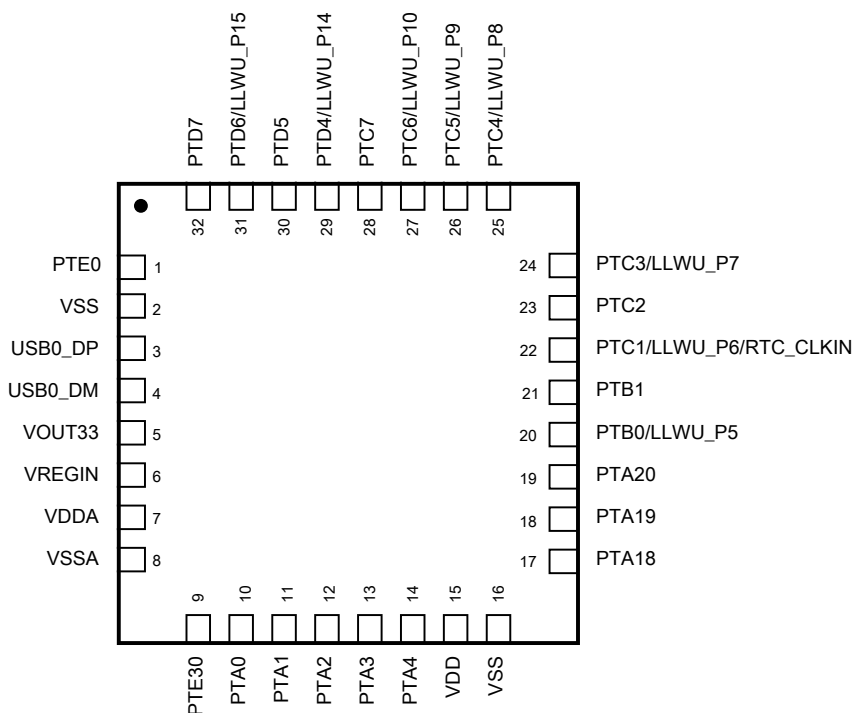 PTD7
PTD6/LLWU_P15
PTD5
PTD4/LLWU_P14
PTC7
PTC6/LLWU_P10
PTC5/LLWU_P9
PTC4/LLWU_P8
32
31
30
29
28
27
26
25
PTE0 1
VSS 2
USB0_DP 3
USB0_DM 4
VOUT33 5
VREGIN 6
VDDA 7
VSSA 8
24 PTC3/LLWU_P7
23 PTC2
22 PTC1/LLWU_P6/RTC_CLKIN
21 PTB1
20 PTB0/LLWU_P5
19 PTA20
18 PTA19
17 PTA18
9
10
11
12
13
14
15
16
PTE30
PTA0
PTA1
PTA2
PTA3
PTA4
VDD
VSS